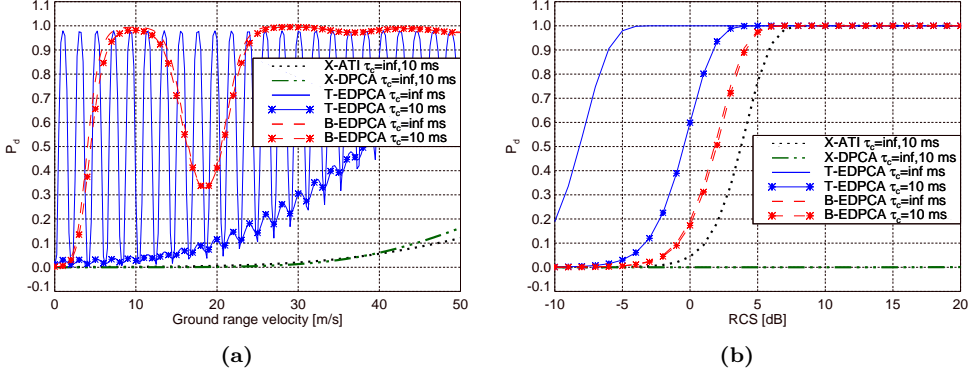 1.1
1.0
0.9
0.8
0.7
0.6
0.5
0.4
0.3
0.2
0.1
0.0
-0.1
P_d
0 10 20 30 40 50
Ground range velocity [m/s]
X-ATI τ_c=inf,10 ms
X-DPCA τ_c=inf,10 ms
T-EDPCA τ_c=inf ms
T-EDPCA τ_c=10 ms
B-EDPCA τ_c=inf ms
B-EDPCA τ_c=10 ms
(a)
1.1
1.0
0.9
0.8
0.7
0.6
0.5
0.4
0.3
0.2
0.1
0.0
-0.1
P_d
-10 -5 0 5 10 15 20
RCS [dB]
X-ATI τ_c=inf,10 ms
X-DPCA τ_c=inf,10 ms
T-EDPCA τ_c=inf ms
T-EDPCA τ_c=10 ms
B-EDPCA τ_c=inf ms
B-EDPCA τ_c=10 ms
(b)